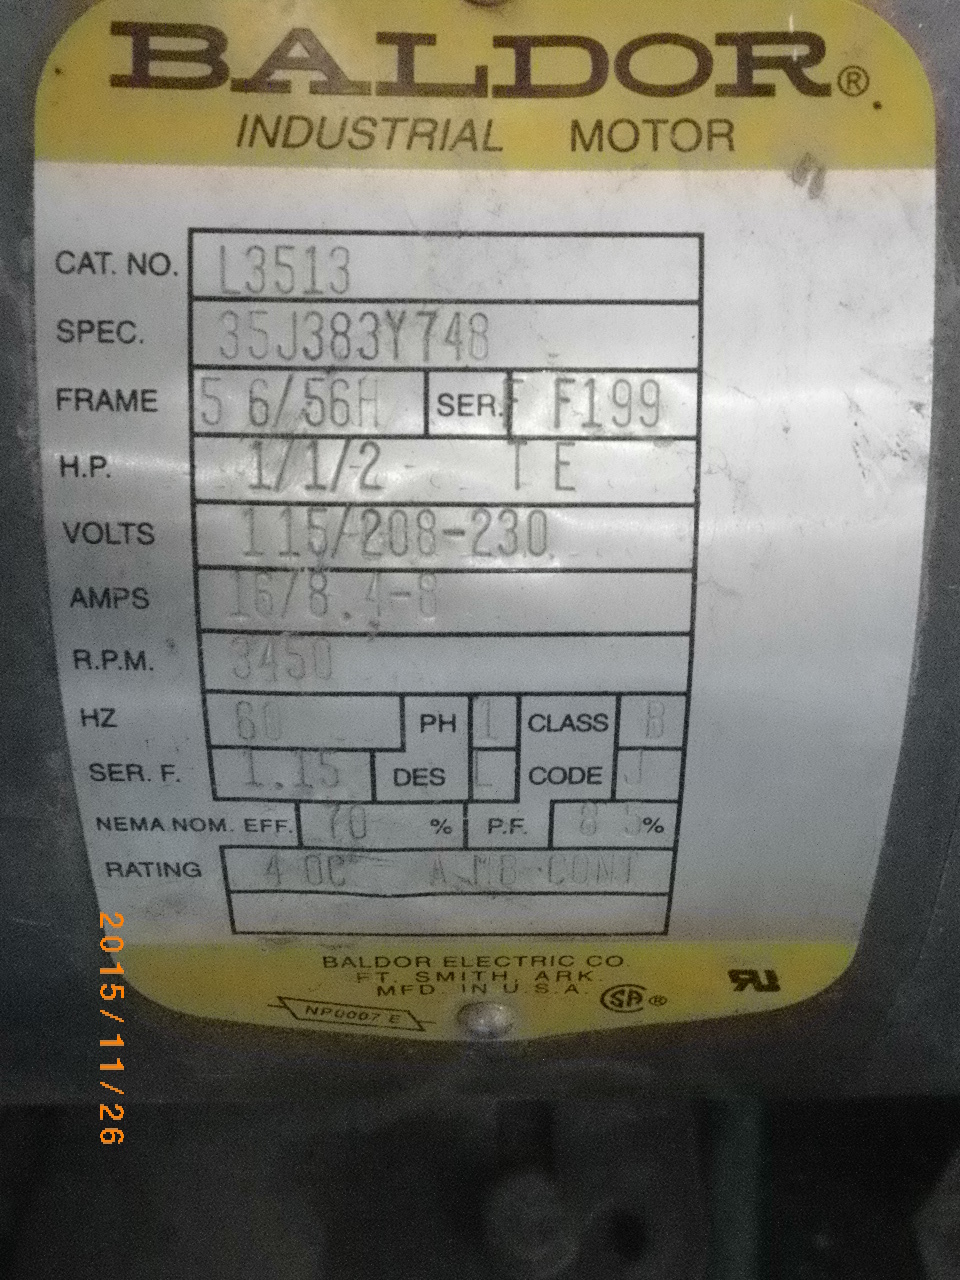 BALDOR®
INDUSTRIAL MOTOR
CAT. NO. L3513
SPEC. 35J383Y748
FRAME 56/56H SER. F F199
H.P. 1/1/2 TE
VOLTS 115/208-230
AMPS 16/8.4-8
R.P.M. 3450
HZ 60 PH 1 CLASS B
SER. F. 1.15 DES L CODE J
NEMA NOM. EFF. 70 % P.F. 85%
RATING 40C AMB-CONT
BALDOR ELECTRIC CO.
FT. SMITH, ARK.
MFD. IN U.S.A.
NP0007 E
SA ®
RU
2015/11/26